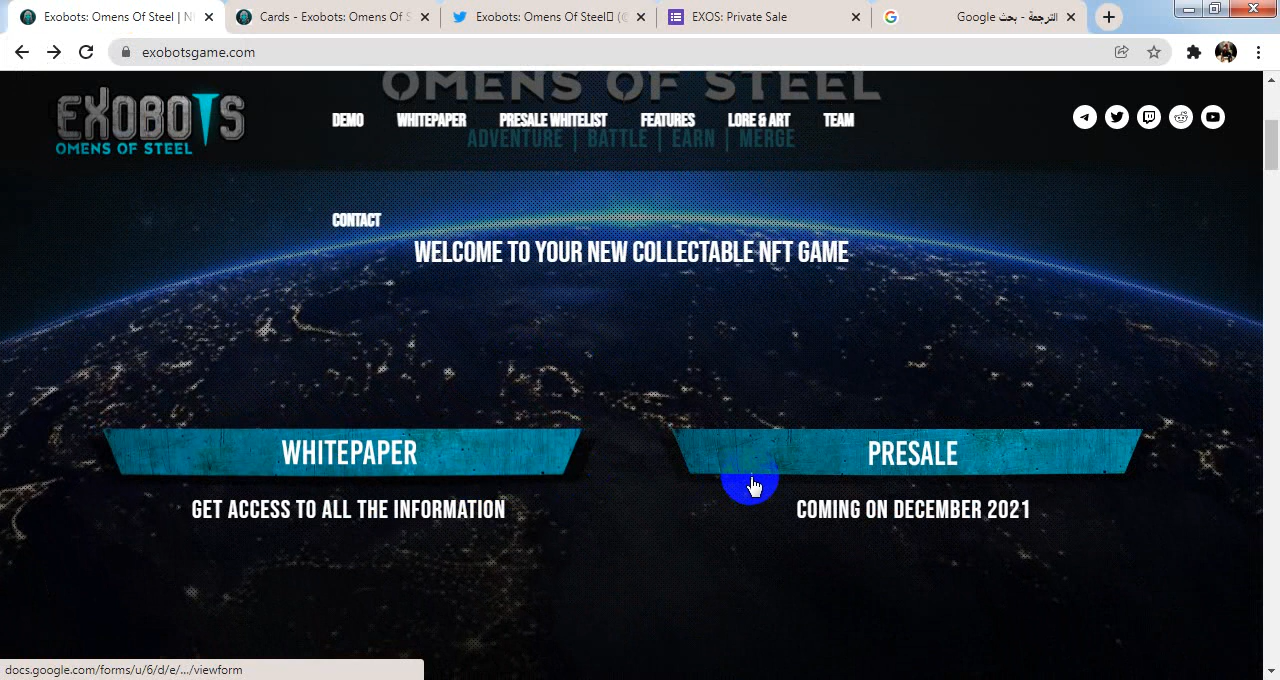 Exobots: Omens Of Steel | N
Cards - Exobots: Omens Of S
Exobots: Omens Of Steel
EXOS: Private Sale
الترجمة - بحث Google
exobotsgame.com
OMENS OF STEEL
EXOBOTS
OMENS OF STEEL
DEMO
WHITEPAPER
PRESALE WHITELIST
FEATURES
LORE & ART
TEAM
ADVENTURE | BATTLE | EARN | MERGE
CONTACT
WELCOME TO YOUR NEW COLLECTABLE NFT GAME
WHITEPAPER
PRESALE
GET ACCESS TO ALL THE INFORMATION
COMING ON DECEMBER 2021
docs.google.com/forms/u/6/d/e/.../viewform